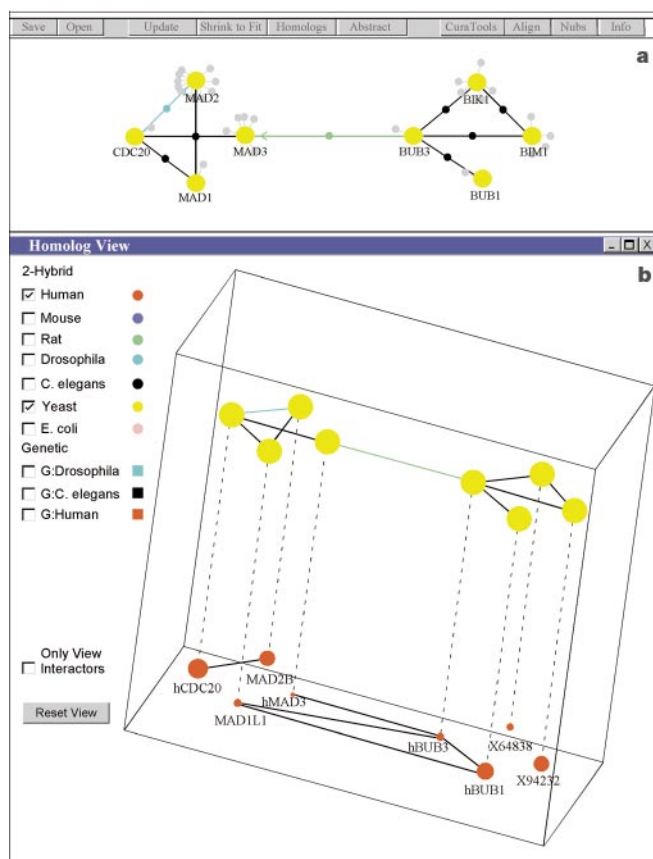 Save Open Update Shrink to Fit Homologs Abstract CuraTools Align Nubs Info
a
MAD2
BIK1
CDC20 MAD3 BUB3 BIM1
MAD1 BUB1
Homolog View
b
2-Hybrid
Human
Mouse
Rat
Drosophila
C. elegans
Yeast
E. coli
Genetic
G:Drosophila
G:C. elegans
G:Human
Only View
Interactors
Reset View
hCDC20
MAD2B
hMAD3
MAD1L1
hBUB3
X64838
hBUB1
X94232